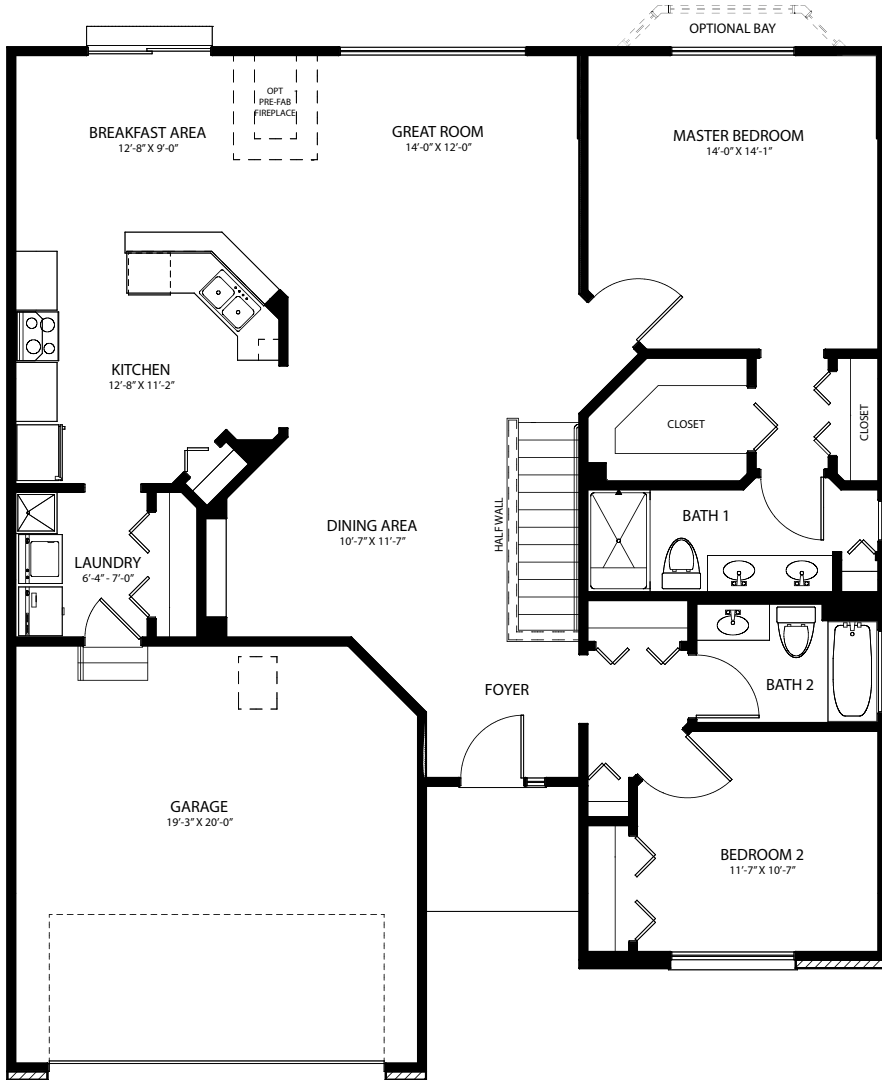 OPTIONAL BAY
OPT
PRE-FAB
FIREPLACE
BREAKFAST AREA
12'-8" X 9'-0"
GREAT ROOM
14'-0" X 12'-0"
MASTER BEDROOM
14'-0" X 14'-1"
KITCHEN
12'-8" X 11'-2"
CLOSET
CLOSET
HALF WALL
BATH 1
DINING AREA
10'-7" X 11'-7"
LAUNDRY
6'-4" - 7'-0"
FOYER
BATH 2
GARAGE
19'-3" X 20'-0"
BEDROOM 2
11'-7" X 10'-7"